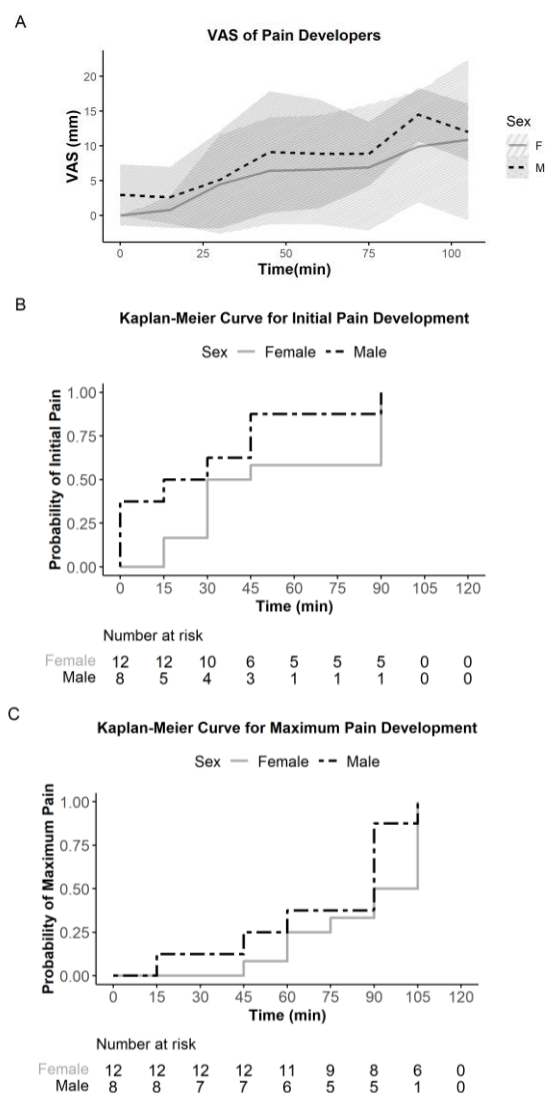 A
VAS of Pain Developers
20
15
10
5
0
VAS (mm)
0
25
50
75
100
Time(min)
Sex
F
M
B
Kaplan-Meier Curve for Initial Pain Development
Sex Female Male
1.00
0.75
0.50
0.25
0.00
Probability of Initial Pain
0 15 30 45 60 75 90 105 120
Time (min)
Number at risk
Female 12 12 10 6 5 5 5 0 0
Male 8 5 4 3 1 1 1 0 0
C
Kaplan-Meier Curve for Maximum Pain Development
Sex Female Male
1.00
0.75
0.50
0.25
0.00
Probability of Maximum Pain
0 15 30 45 60 75 90 105 120
Time (min)
Number at risk
Female 12 12 12 12 11 9 8 6 0
Male 8 8 7 7 6 5 5 1 0